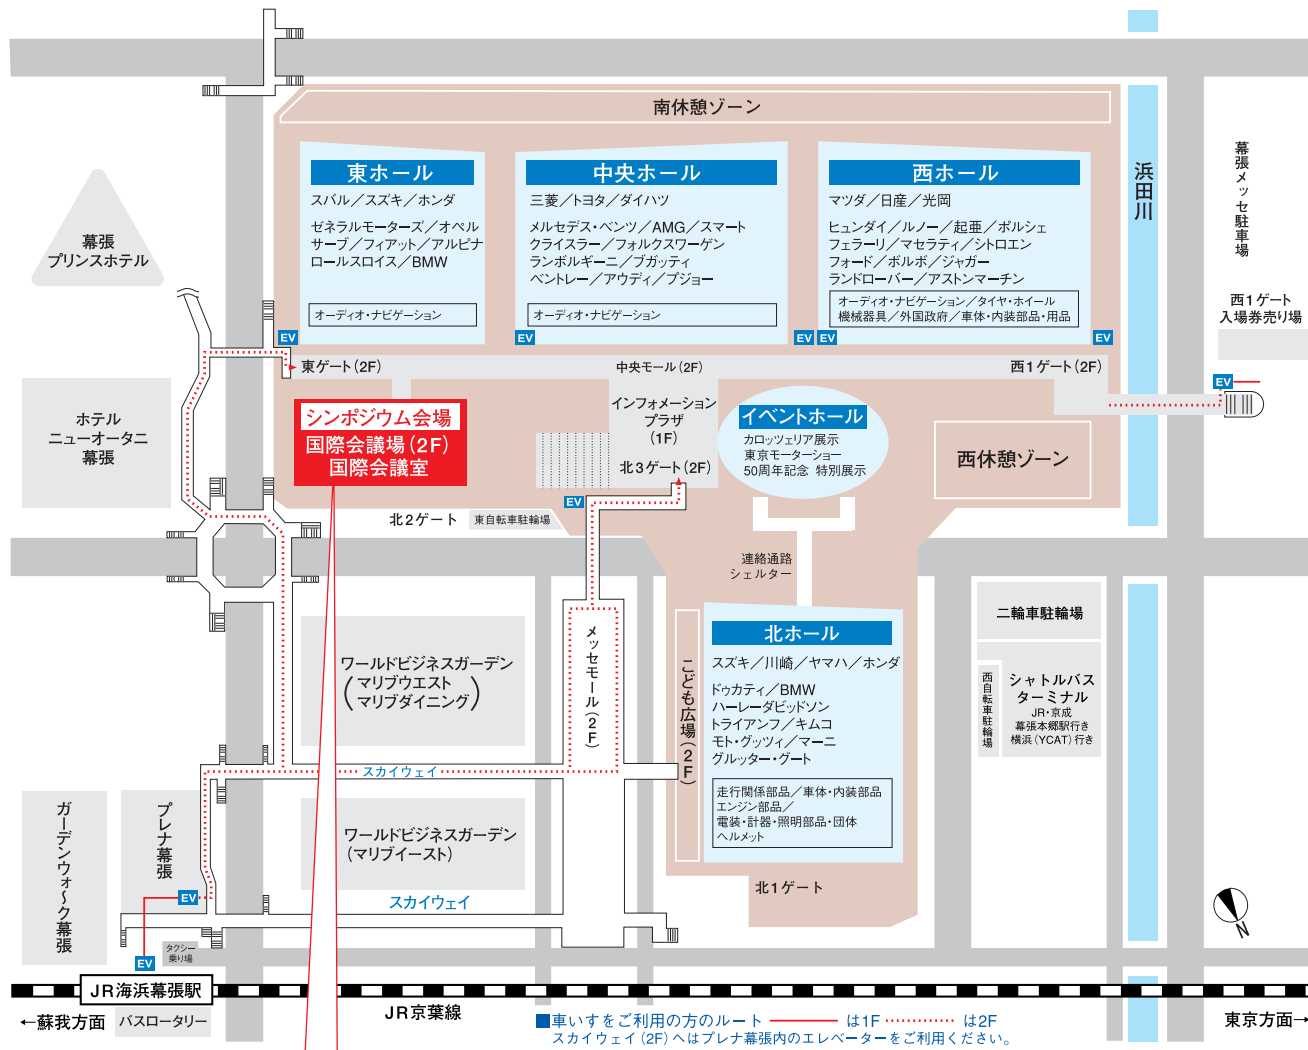 南休憩ゾーン
東ホール
スバル／スズキ／ホンダ
ゼネラルモーターズ／オペル
サーブ／フィアット／アルピナ
ロールスロイス／BMW
オーディオ・ナビゲーション
中央ホール
三菱／トヨタ／ダイハツ
メルセデス・ベンツ／AMG／スマート
クライスラー／フォルクスワーゲン
ランボルギーニ／ブガッティ
ベントレー／アウディ／プジョー
オーディオ・ナビゲーション
西ホール
マツダ／日産／光岡
ヒュンダイ／ルノー／起亜／ポルシェ
フェラーリ／マセラティ／シトロエン
フォード／ボルボ／ジャガー
ランドローバー／アストンマーチン
オーディオ・ナビゲーション／タイヤ・ホイール
機械器具／外国政府／車体・内装部品・用品
浜田川
幕張メッセ駐車場
幕張
プリンスホテル
西1ゲート
入場券売り場
EV
EV
EV
EV
EV
EV
東ゲート(2F)
中央モール(2F)
西1ゲート(2F)
ホテル
ニューオータニ
幕張
シンポジウム会場
国際会議場(2F)
国際会議室
インフォメーション
プラザ
(1F)
北3ゲート(2F)
イベントホール
カロッツェリア展示
東京モーターショー
50周年記念 特別展示
西休憩ゾーン
EV
北2ゲート
東自転車駐輪場
連絡通路
シェルター
メッセモール(2F)
こども広場(2F)
北ホール
スズキ／川崎／ヤマハ／ホンダ
ドゥカティ／BMW
ハーレーダビッドソン
トライアンフ／キムコ
モト・グッツィ／マーニ
グルッター・グート
走行関係部品／車体・内装部品
エンジン部品／
電装・計器・照明部品・団体
ヘルメット
二輪車駐輪場
西自転車駐輪場
シャトルバス
ターミナル
JR・京成
幕張本郷駅行き
横浜(YCAT)行き
ワールドビジネスガーデン
(マリブウエスト
マリブダイニング)
スカイウェイ
ワールドビジネスガーデン
(マリブイースト)
スカイウェイ
ガーデンウォ～ク幕張
プレナ幕張
EV
EV
タクシー
乗り場
北1ゲート
N
JR海浜幕張駅
←蘇我方面
バスロータリー
JR京葉線
■車いすをご利用の方のルート は1F は2F
スカイウェイ(2F)へはプレナ幕張内のエレベーターをご利用ください。
東京方面→